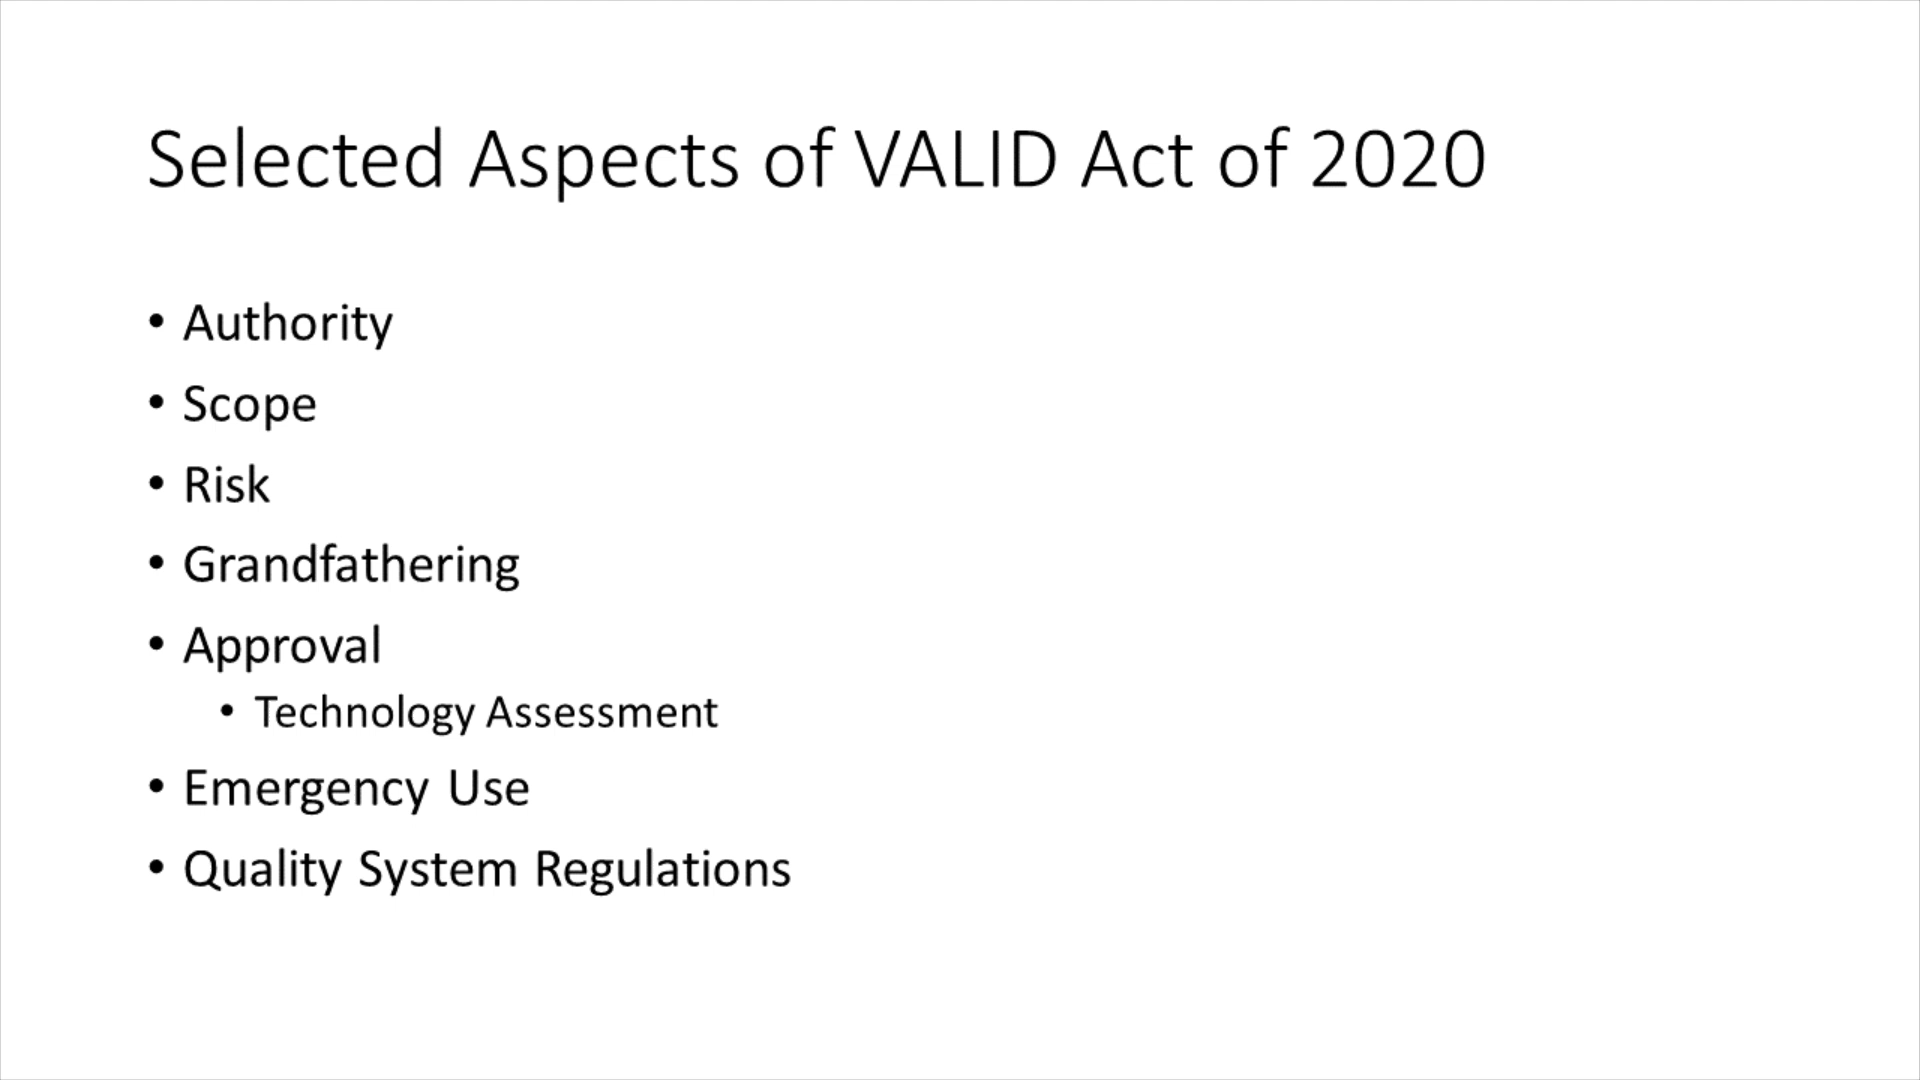 Selected Aspects of VALID Act of 2020
• Authority
• Scope
• Risk
• Grandfathering
• Approval
• Technology Assessment
• Emergency Use
• Quality System Regulations